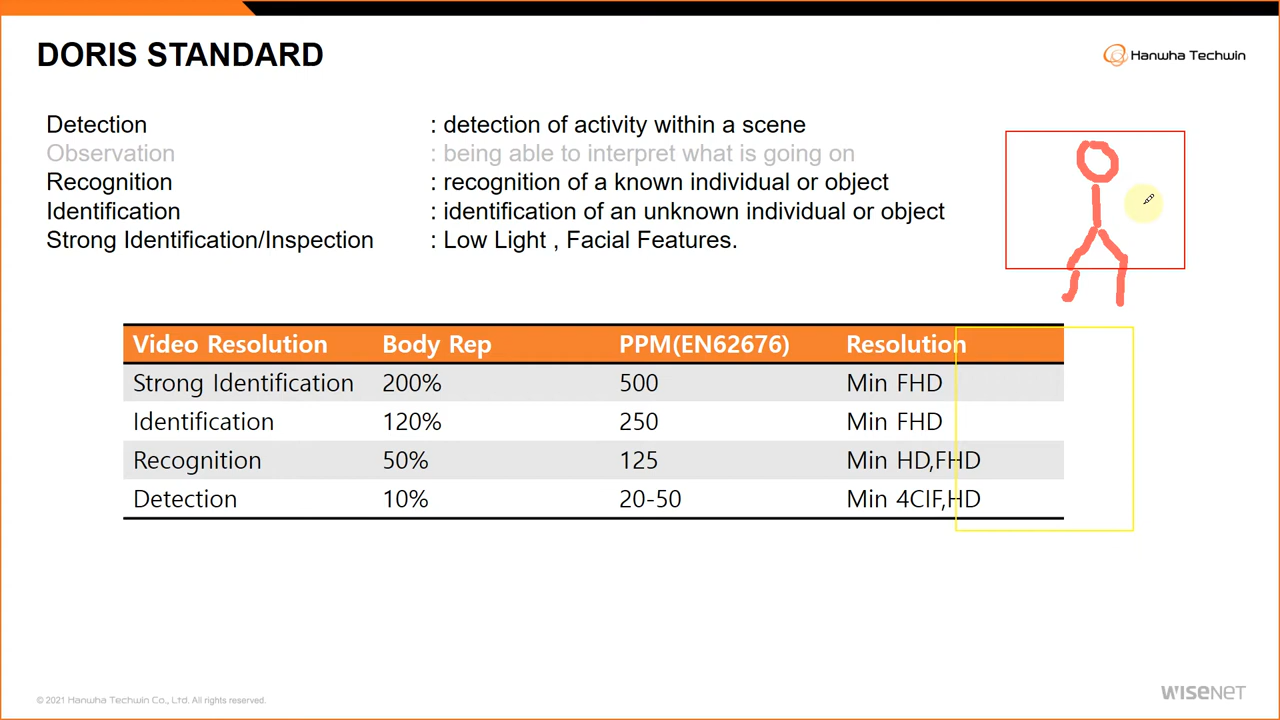 DORIS STANDARD
Hanwha Techwin
Detection : detection of activity within a scene
Observation : being able to interpret what is going on
Recognition : recognition of a known individual or object
Identification : identification of an unknown individual or object
Strong Identification/Inspection : Low Light , Facial Features.
Video Resolution Body Rep PPM(EN62676) Resolution
Strong Identification 200% 500 Min FHD
Identification 120% 250 Min FHD
Recognition 50% 125 Min HD,FHD
Detection 10% 20-50 Min 4CIF,HD
© 2021 Hanwha Techwin Co., Ltd. All rights reserved.
WISENET